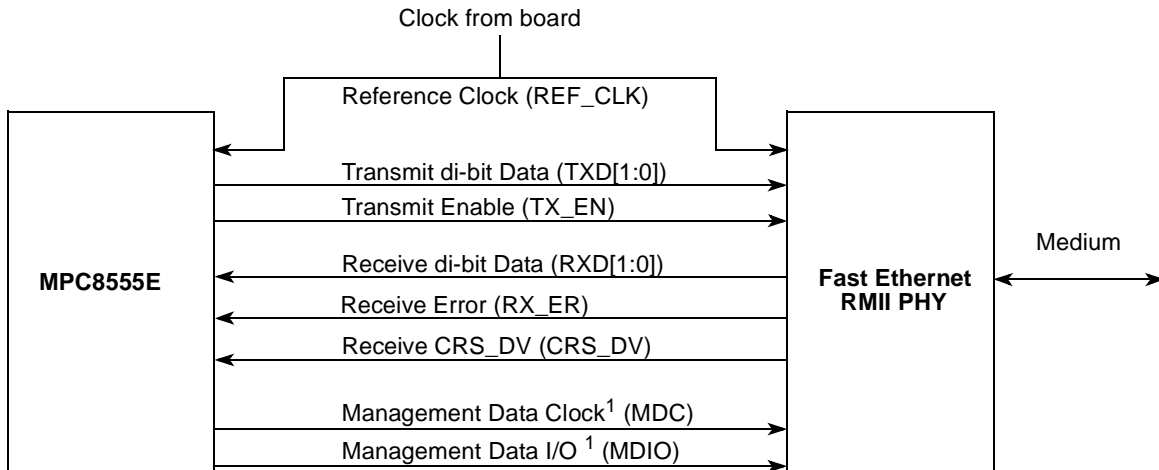 Clock from board
Reference Clock (REF_CLK)
Transmit di-bit Data (TXD[1:0])
Transmit Enable (TX_EN)
Receive di-bit Data (RXD[1:0])
Receive Error (RX_ER)
Receive CRS_DV (CRS_DV)
Management Data Clock1 (MDC)
Management Data I/O 1 (MDIO)
MPC8555E
Fast Ethernet
RMII PHY
Medium